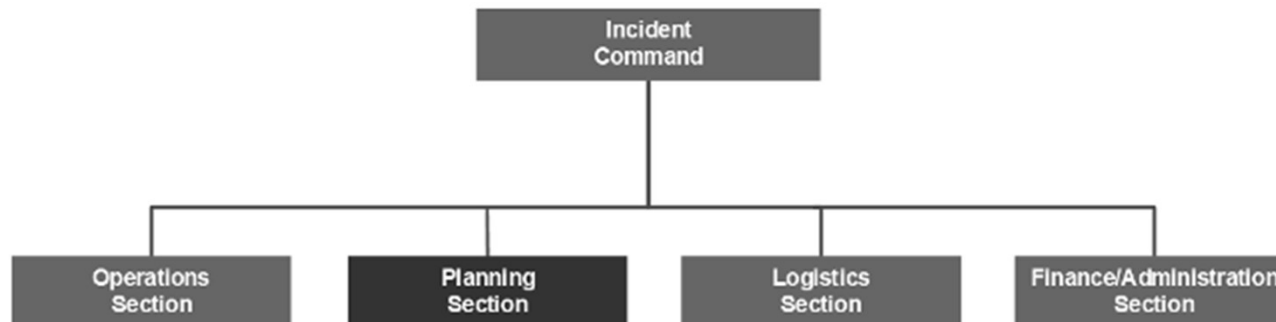 Incident
Command
Operations
Section
Planning
Section
Logistics
Section
Finance/Administration
Section